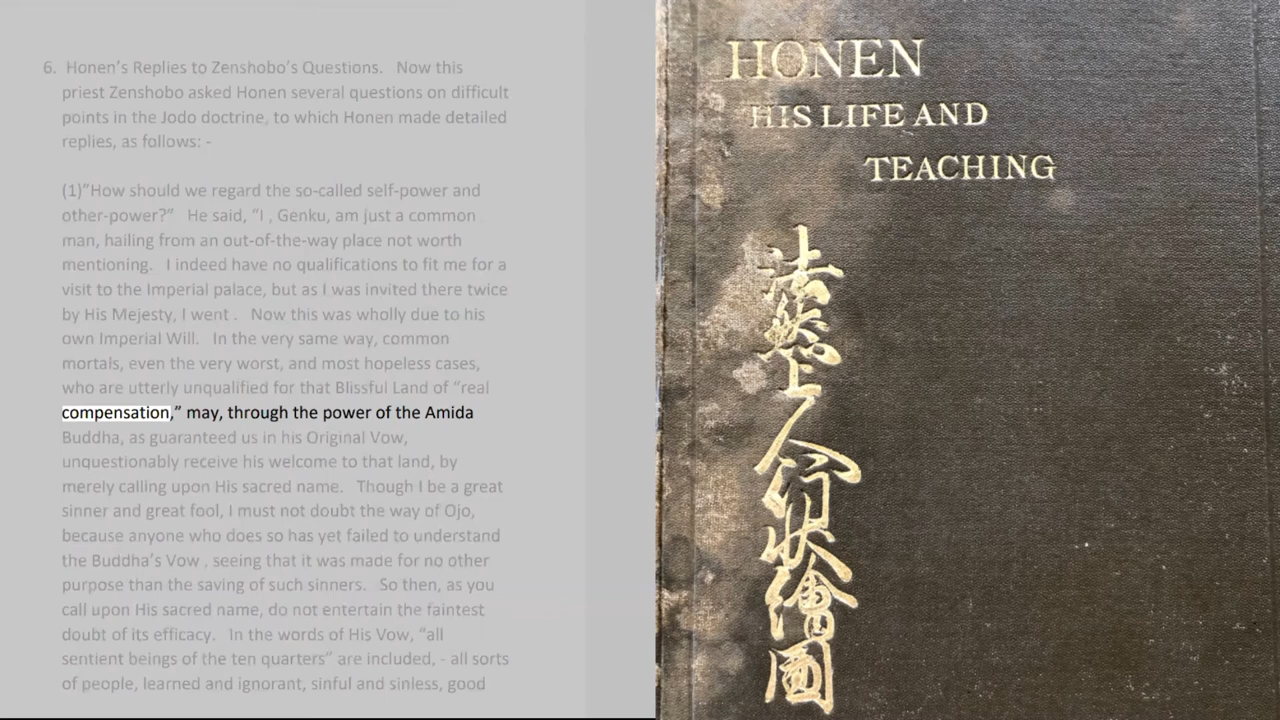 6. Honen's Replies to Zenshobo's Questions. Now this
priest Zenshobo asked Honen several questions on difficult
points in the Jodo doctrine, to which Honen made detailed
replies, as follows: -
(1)"How should we regard the so-called self-power and
other-power?" He said, "I , Genku, am just a common
man, hailing from an out-of-the-way place not worth
mentioning. I indeed have no qualifications to fit me for a
visit to the Imperial palace, but as I was invited there twice
by His Majesty, I went . Now this was wholly due to his
own Imperial Will. In the very same way, common
mortals, even the very worst, and most hopeless cases,
who are utterly unqualified for that Blissful Land of "real
compensation," may, through the power of the Amida
Buddha, as guaranteed us in his Original Vow,
unquestionably receive his welcome to that land, by
merely calling upon His sacred name. Though I be a great
sinner and great fool, I must not doubt the way of Ojo,
because anyone who does so has yet failed to understand
the Buddha's Vow , seeing that it was made for no other
purpose than the saving of such sinners. So then, as you
call upon His sacred name, do not entertain the faintest
doubt of its efficacy. In the words of His Vow, "all
sentient beings of the ten quarters" are included, - all sorts
of people, learned and ignorant, sinful and sinless, good
HONEN
HIS LIFE AND
TEACHING
法然上人行状繪圖